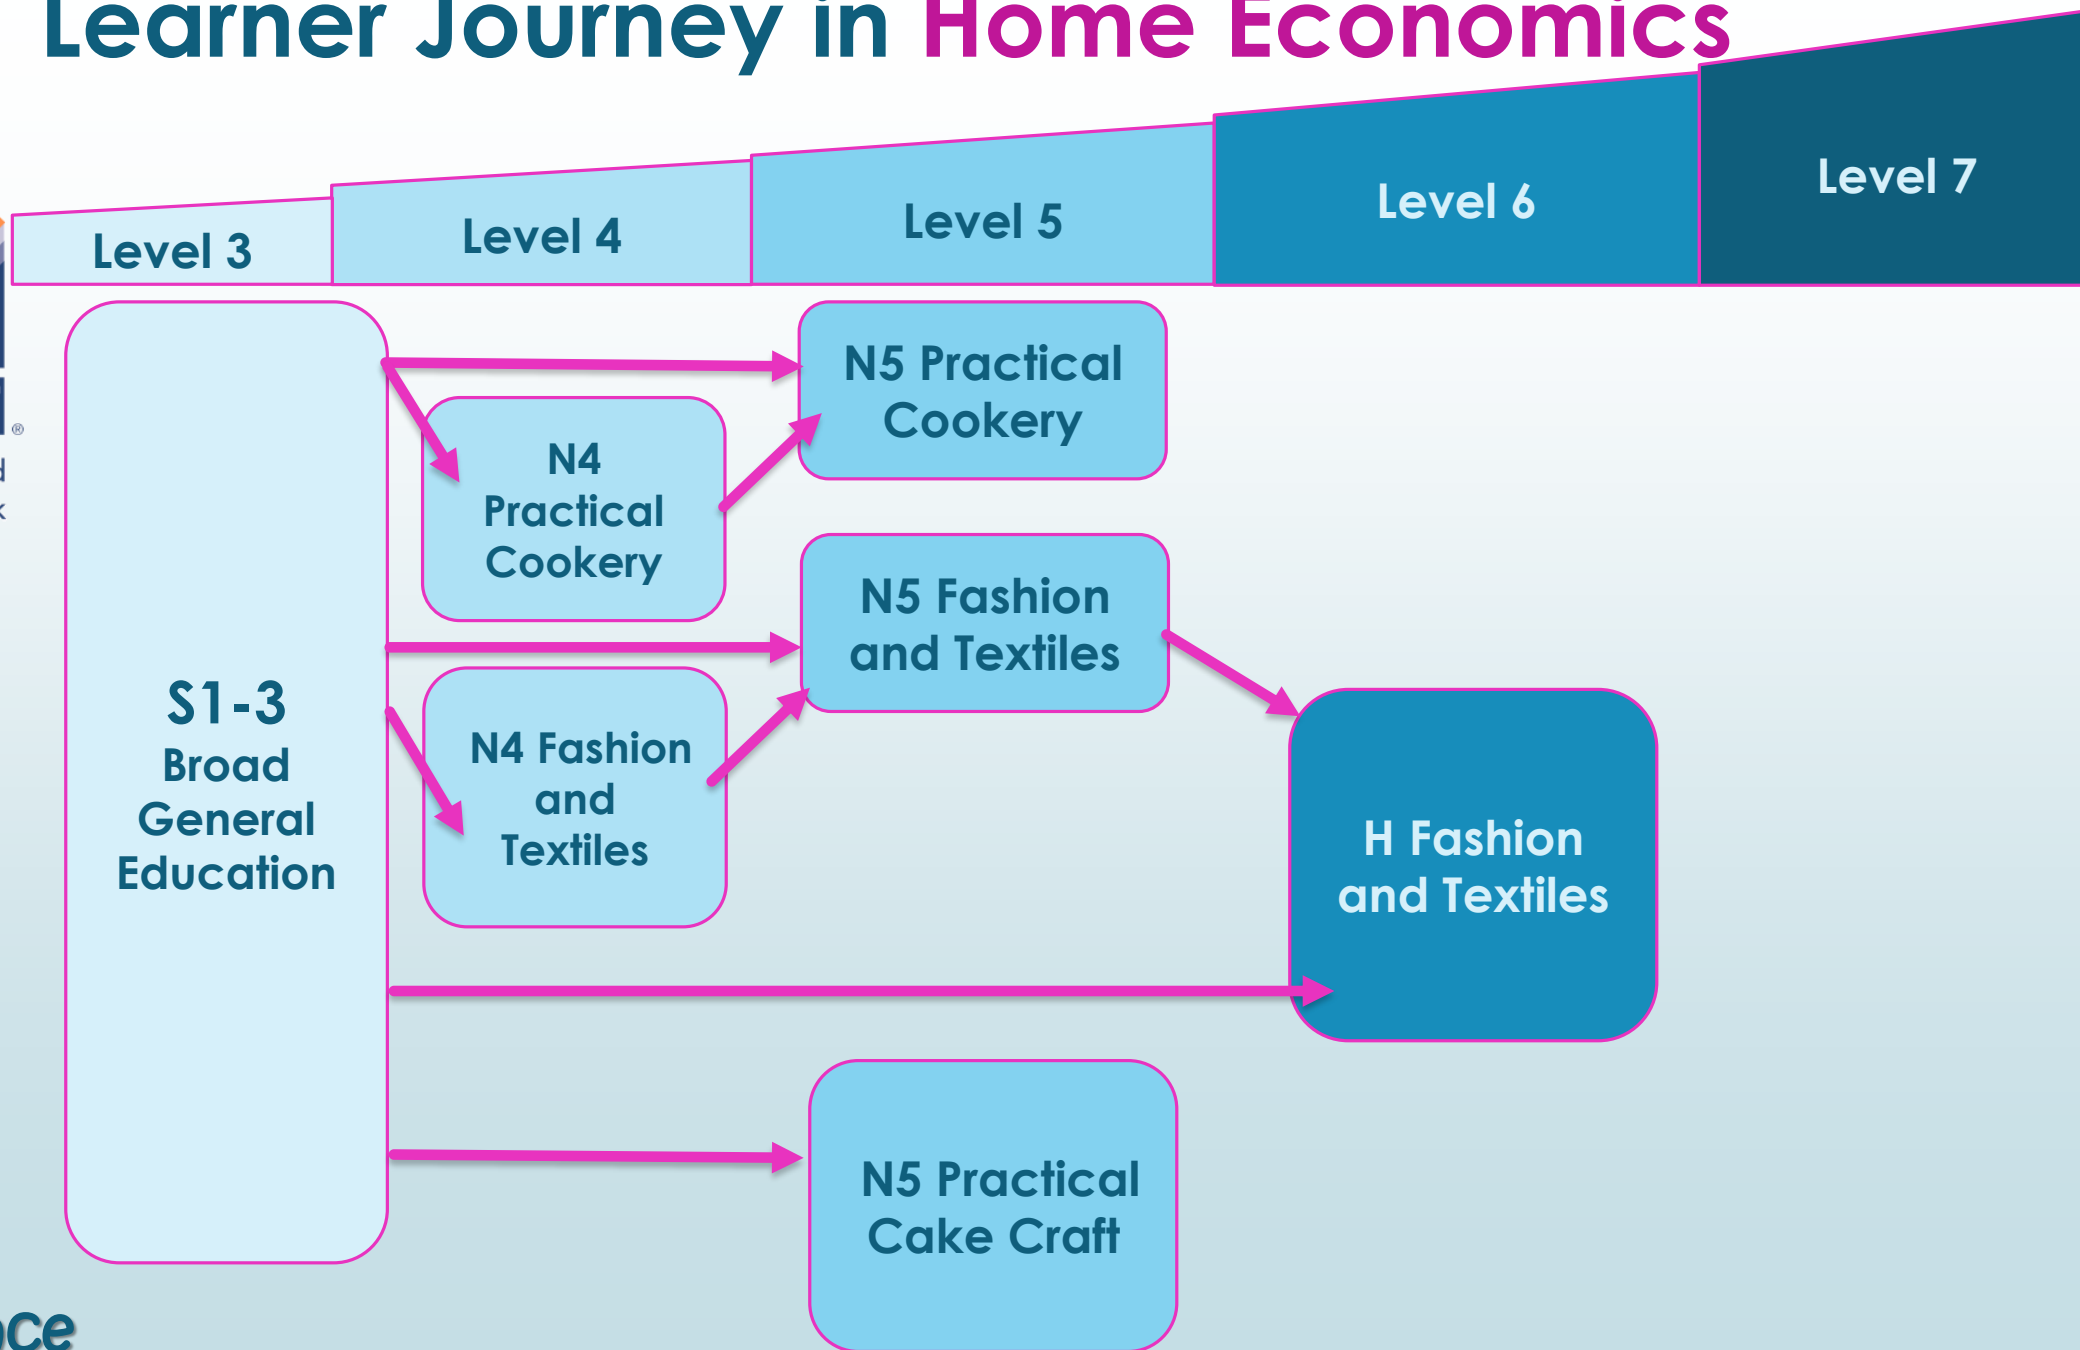 Learner Journey in Home Economics
Level 3
Level 4
Level 5
Level 6
Level 7
®
S1-3
Broad
General
Education
N4
Practical
Cookery
N4 Fashion
and
Textiles
N5 Practical
Cookery
N5 Fashion
and Textiles
H Fashion
and Textiles
N5 Practical
Cake Craft